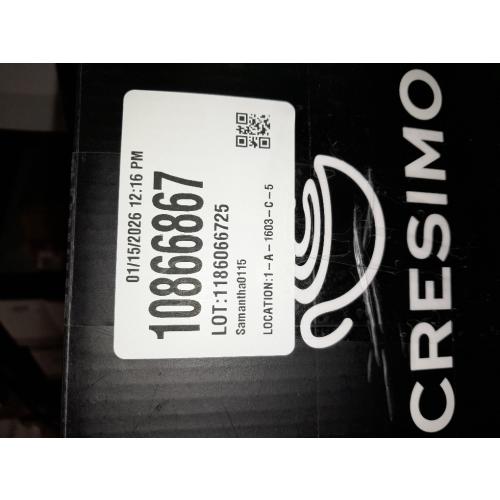 01/15/2026 12:16 PM
10866867
LOT:1186066725
Samantha0115
LOCATION:1-A-1603-C-5
CRESIMO